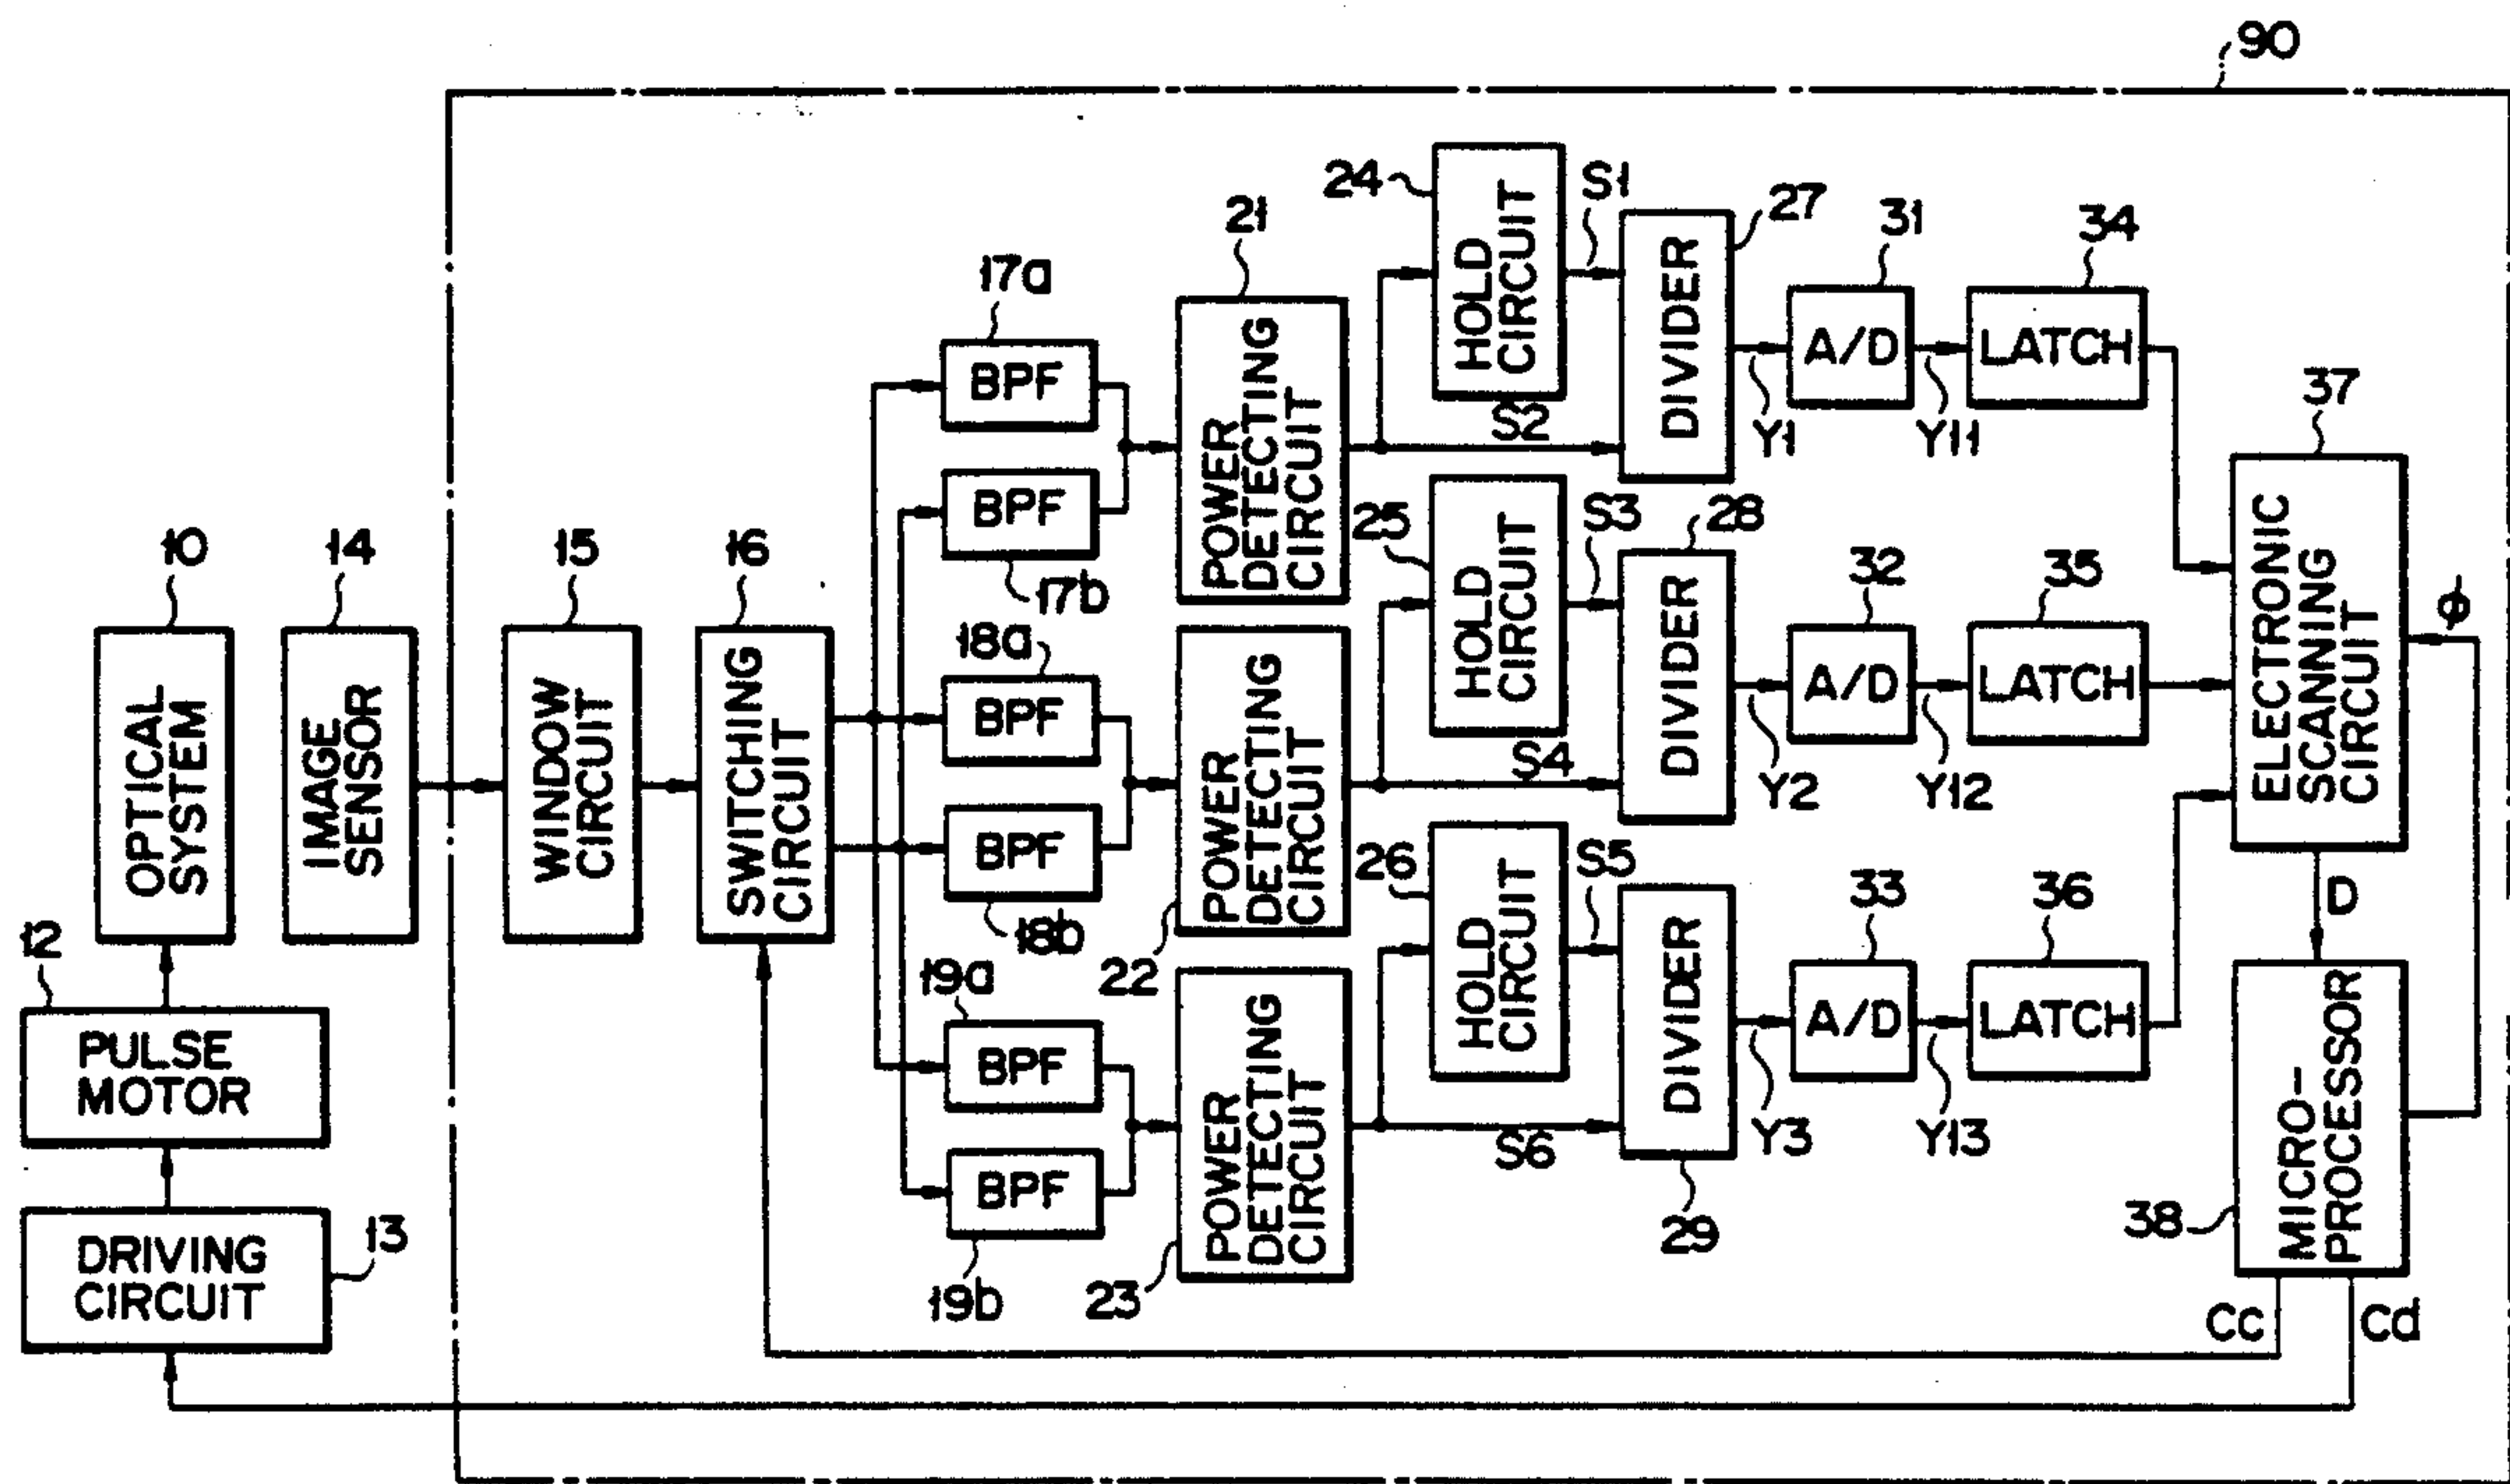 90
24
S1
27
21
31
34
17a
HOLD
CIRCUIT
DIVIDER
BPF
POWER
DETECTING
CIRCUIT
A/D
LATCH
37
S2
Y1
Y11
BPF
17b
25
S3
28
10
14
15
16
32
35
HOLD
CIRCUIT
ELECTRONIC
SCANNING
CIRCUIT
φ
18a
OPTICAL
SYSTEM
IMAGE
SENSOR
WINDOW
CIRCUIT
SWITCHING
CIRCUIT
BPF
POWER
DETECTING
CIRCUIT
DIVIDER
A/D
LATCH
S4
Y2
Y12
BPF
18b
26
S5
33
36
D
12
19a
22
HOLD
CIRCUIT
DIVIDER
A/D
LATCH
PULSE
MOTOR
BPF
POWER
DETECTING
CIRCUIT
MICRO-
PROCESSOR
S6
Y3
Y13
BPF
38
13
DRIVING
CIRCUIT
19b
23
29
Cc
Cd